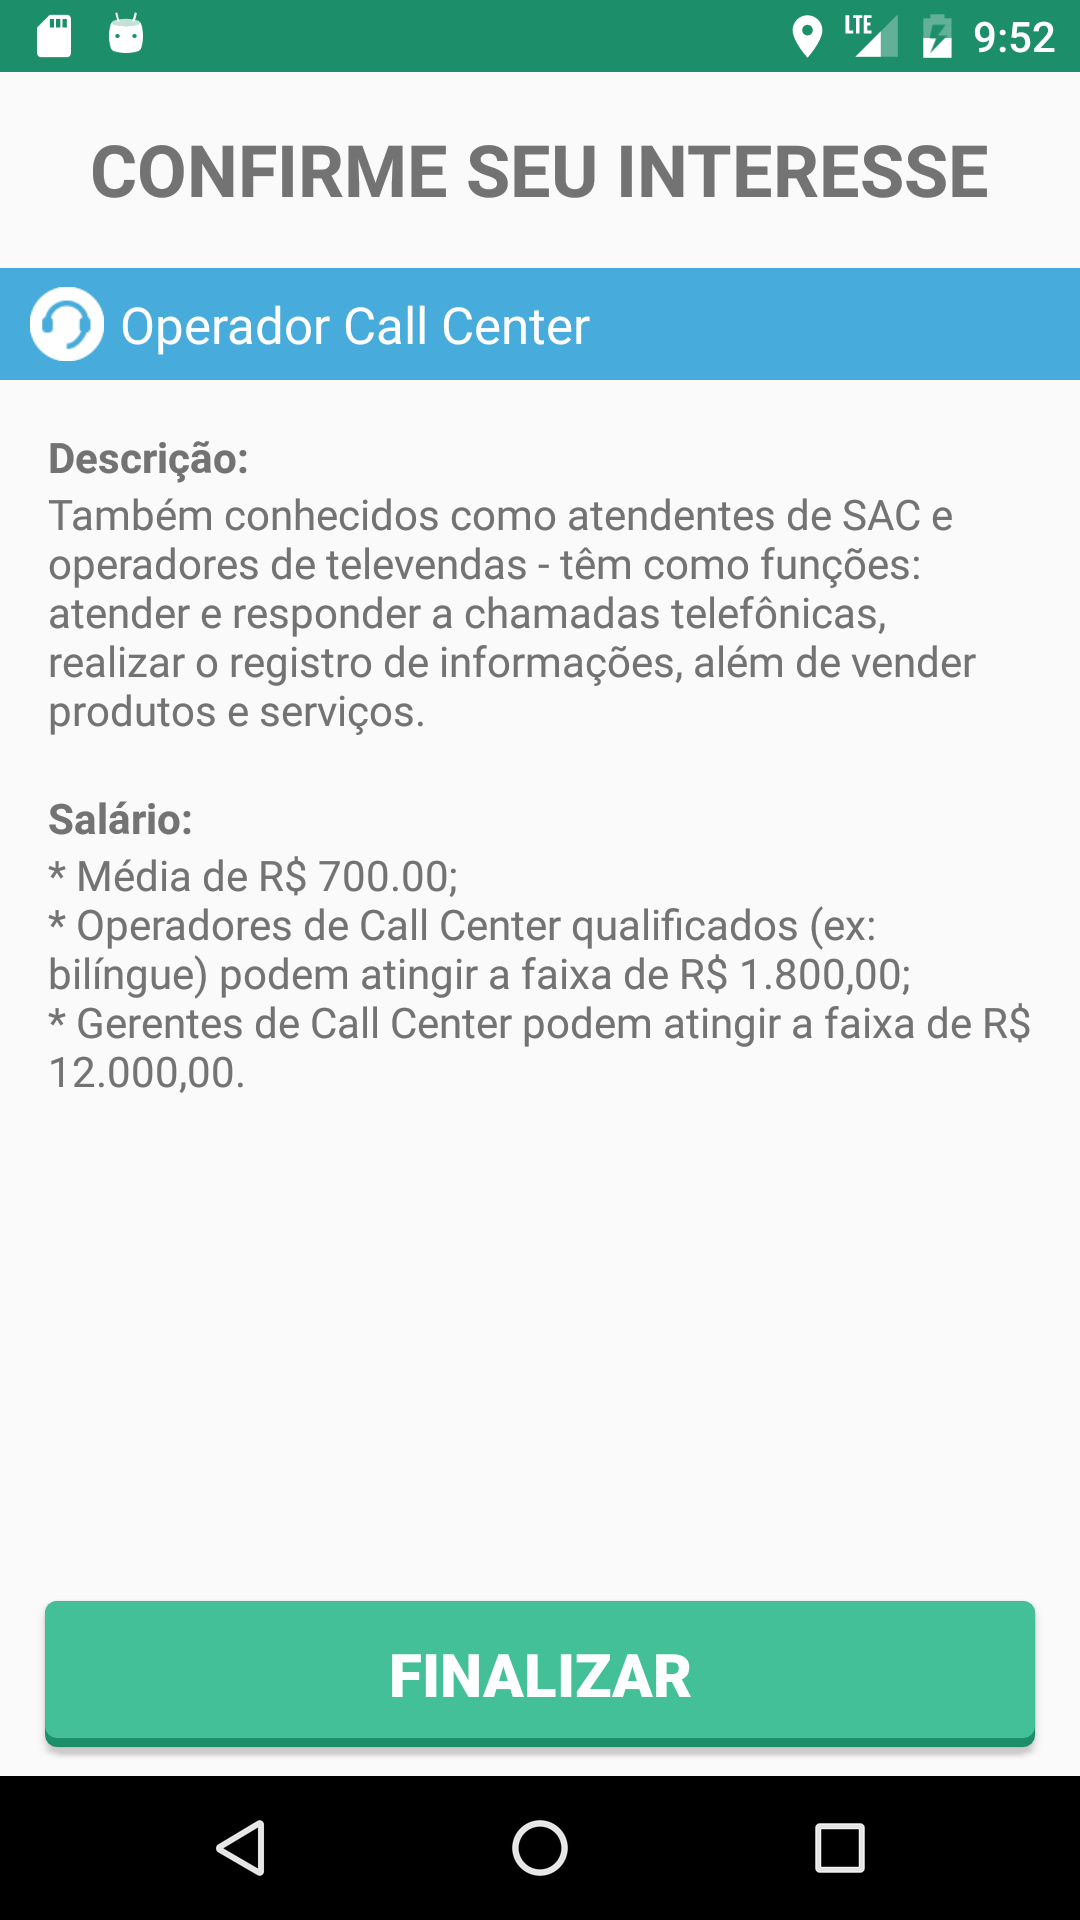 LTE 9:52
CONFIRME SEU INTERESSE
Operador Call Center
Descrição:
Também conhecidos como atendentes de SAC e
operadores de televendas - têm como funções:
atender e responder a chamadas telefônicas,
realizar o registro de informações, além de vender
produtos e serviços.
Salário:
* Média de R$ 700.00;
* Operadores de Call Center qualificados (ex:
bilíngue) podem atingir a faixa de R$ 1.800,00;
* Gerentes de Call Center podem atingir a faixa de R$
12.000,00.
FINALIZAR